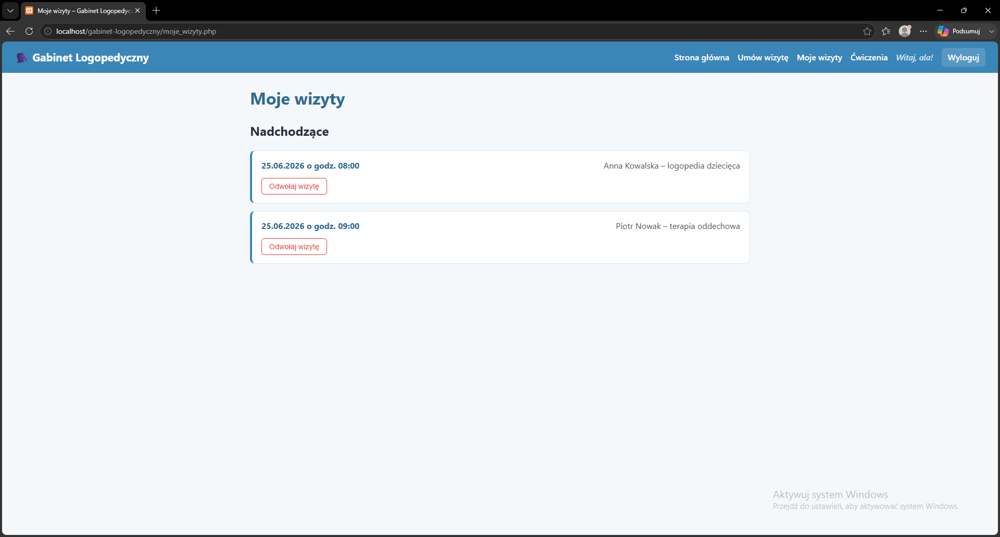 Moje wizyty – Gabinet Logopedyc
localhost/gabinet-logopedyczny/moje_wizyty.php
Podsumuj
Gabinet Logopedyczny
Strona główna Umów wizytę Moje wizyty Ćwiczenia Witaj, ala! Wyloguj
Moje wizyty
Nadchodzące
25.06.2026 o godz. 08:00 Anna Kowalska – logopedia dziecięca
Odwołaj wizytę
25.06.2026 o godz. 09:00 Piotr Nowak – terapia oddechowa
Odwołaj wizytę
Aktywuj system Windows
Przejdź do ustawień, aby aktywować system Windows.